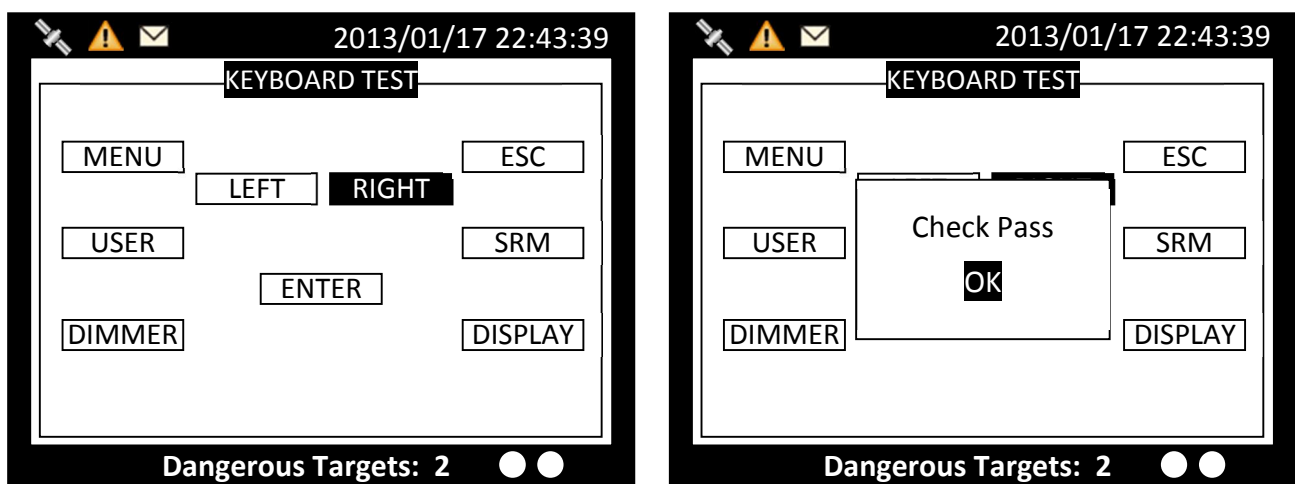 2013/01/17 22:43:39
KEYBOARD TEST
MENU
ESC
LEFT RIGHT
USER
SRM
ENTER
DIMMER
DISPLAY
Dangerous Targets: 2
2013/01/17 22:43:39
KEYBOARD TEST
MENU
ESC
Check Pass
USER
SRM
OK
DIMMER
DISPLAY
Dangerous Targets: 2